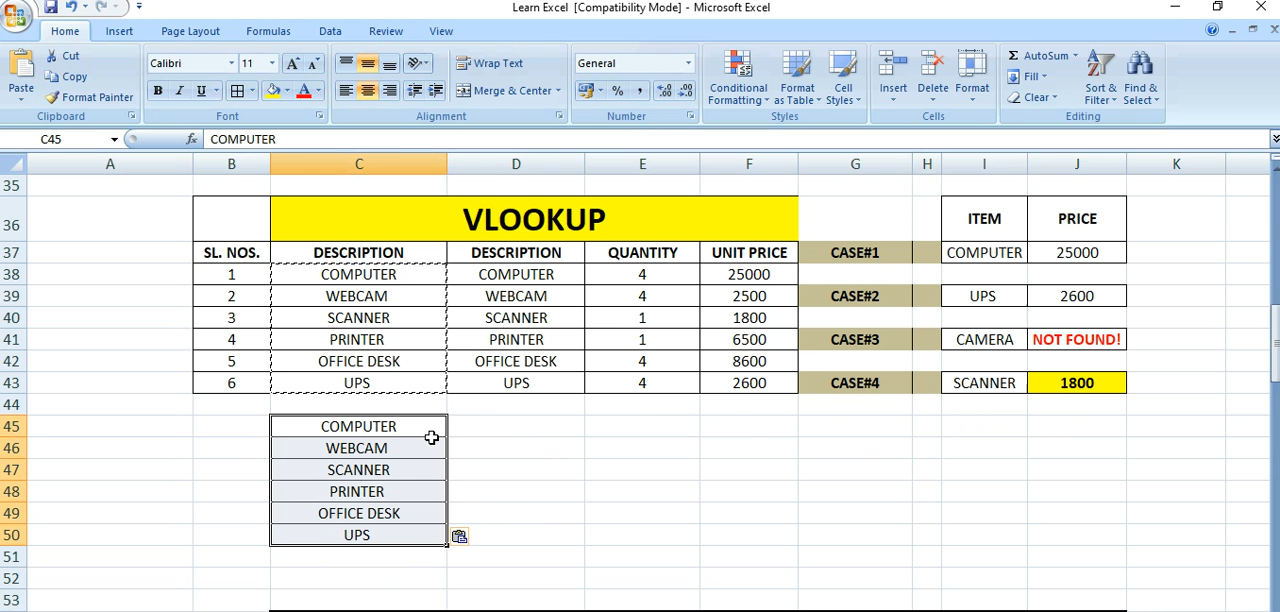 Learn Excel [Compatibility Mode] - Microsoft Excel
Home Insert Page Layout Formulas Data Review View
Paste Cut Copy Format Painter
Calibri 11
B I U A
Wrap Text
Merge & Center
General
%
Conditional Formatting Format as Table Cell Styles
Insert Delete Format
Σ AutoSum
Fill
Clear
Sort & Filter Find & Select
Clipboard Font Alignment Number Styles Cells Editing
C45 fx COMPUTER
A B C D E F G H I J K
35
36 VLOOKUP ITEM PRICE
37 SL. NOS. DESCRIPTION DESCRIPTION QUANTITY UNIT PRICE CASE#1 COMPUTER 25000
38 1 COMPUTER COMPUTER 4 25000
39 2 WEBCAM WEBCAM 4 2500 CASE#2 UPS 2600
40 3 SCANNER SCANNER 1 1800
41 4 PRINTER PRINTER 1 6500 CASE#3 CAMERA NOT FOUND!
42 5 OFFICE DESK OFFICE DESK 4 8600
43 6 UPS UPS 4 2600 CASE#4 SCANNER 1800
44
45 COMPUTER
46 WEBCAM
47 SCANNER
48 PRINTER
49 OFFICE DESK
50 UPS
51
52
53